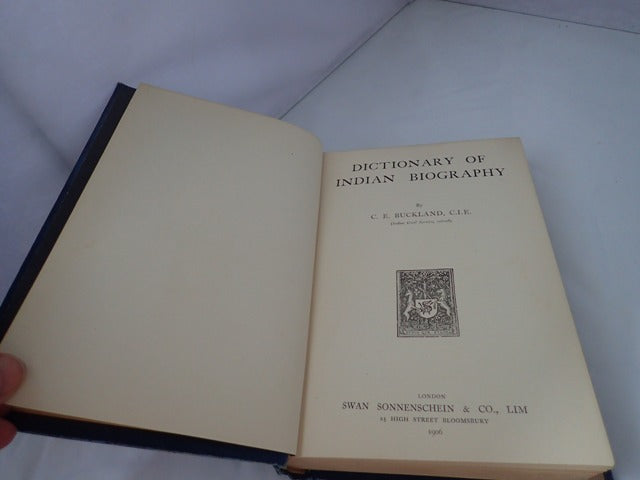 DICTIONARY OF
INDIAN BIOGRAPHY
By
C. E. BUCKLAND, C.I.E.
LONDON
SWAN SONNENSCHEIN & CO., LIM
25 HIGH STREET BLOOMSBURY
1906